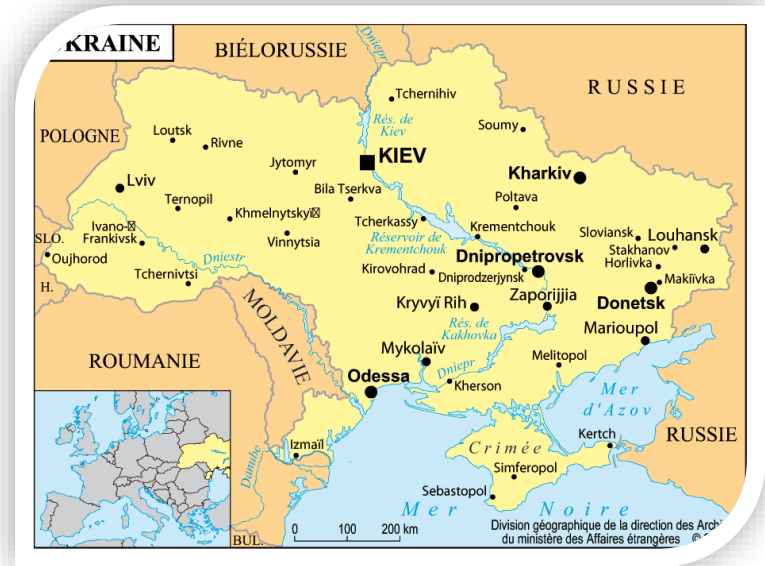 UKRAINE
BIÉLORUSSIE
Dniepr
RUSSIE
Tchernihiv
Rés. de
Kiev
Soumy
POLOGNE
Loutsk
Rivne
KIEV
Jytomyr
Kharkiv
Lviv
Bila Tserkva
Ternopil
Poltava
Khmelnytskyï
Tcherkassy
Krementchouk
Ivano-
Frankivsk
Vinnytsia
Réservoir de
Krementchouk
Sloviansk
Louhansk
SLO.
Stakhanov
Oujhorod
Dniestr
Dnipropetrovsk
Horlivka
Tchernivtsi
Kirovohrad
Dniprodzerjynsk
Makiïvka
H.
Kryvyï Rih
Zaporijjia
Donetsk
MOLDAVIE
Rés. de
Kakhovka
Marioupol
ROUMANIE
Mykolaïv
Melitopol
Odessa
Dniepr
Kherson
Mer
d'Azov
Kertch
RUSSIE
Izmaïl
Crimée
Danube
Simferopol
Sebastopol
Mer Noire
0 100 200 km
BUL.
Division géographique de la direction des
du ministère des Affaires étrangères ©